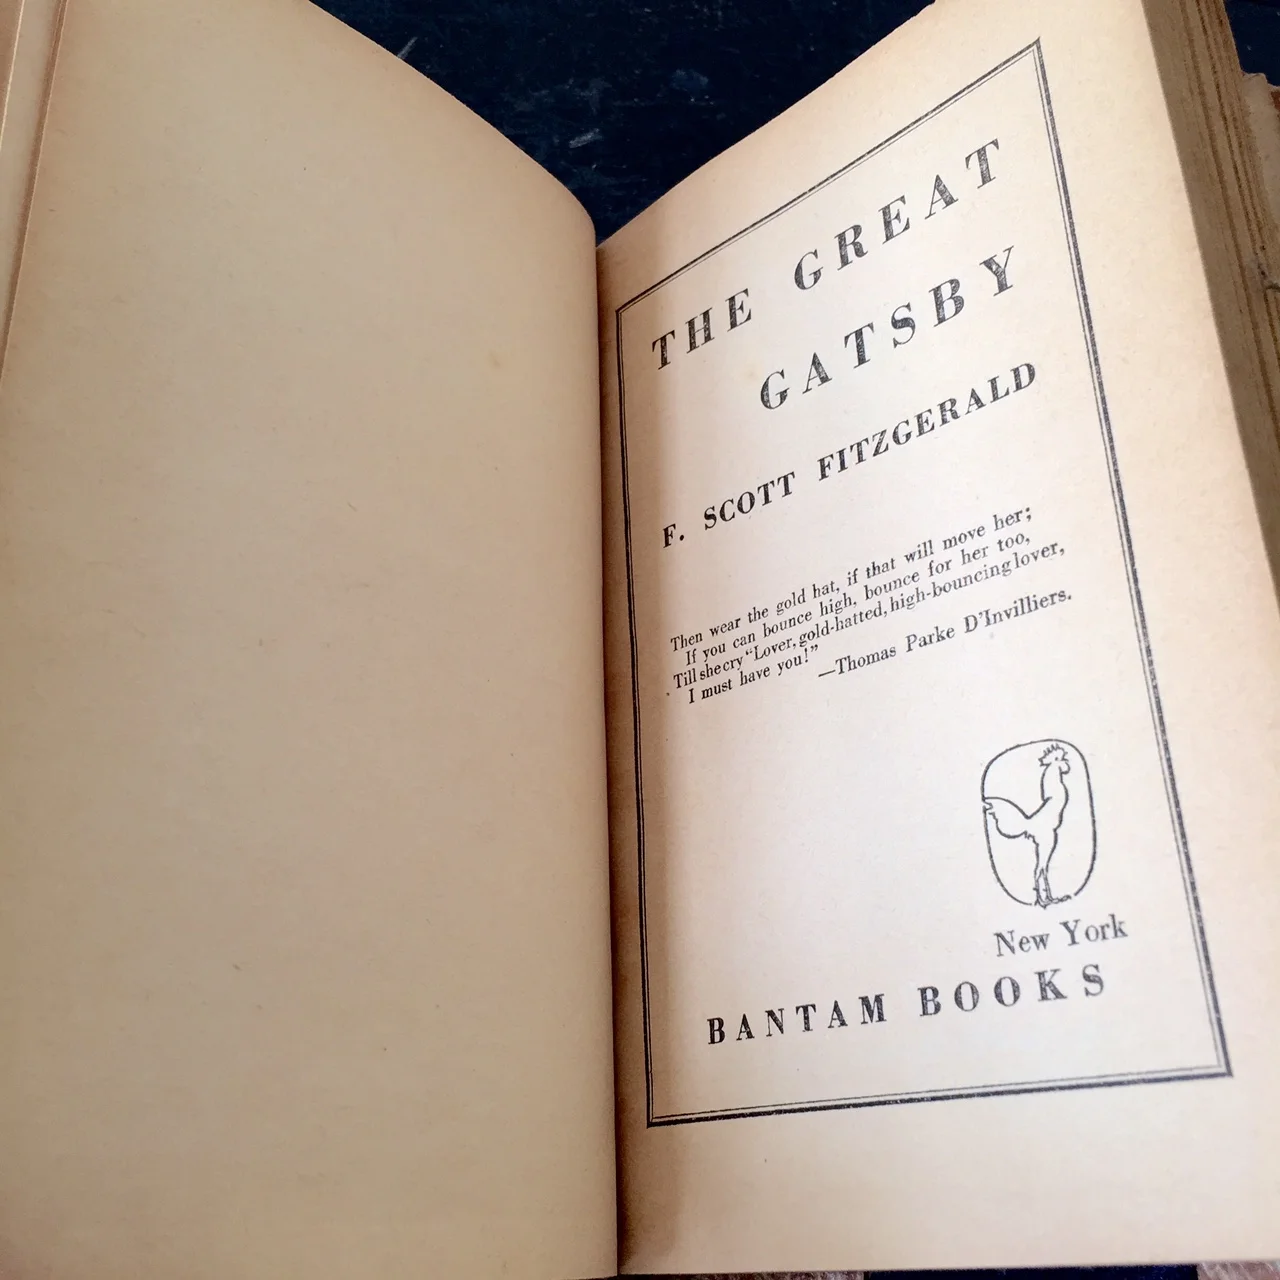 THE GREAT
GATSBY
F. SCOTT FITZGERALD
Then wear the gold hat, if that will move her;
If you can bounce high, bounce for her too,
Till she cry "Lover, gold-hatted, high-bouncing lover,
I must have you!"
—Thomas Parke D'Invilliers.
New York
BANTAM BOOKS